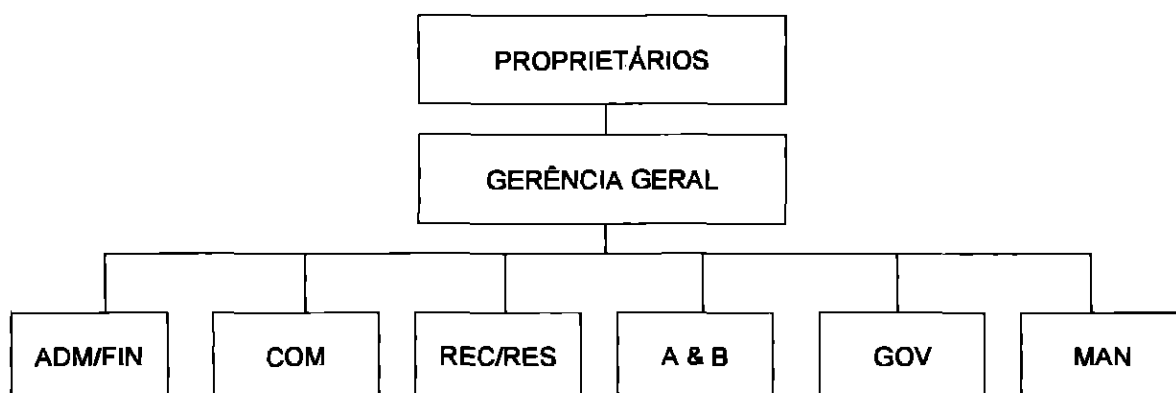 PROPRIETÁRIOS
GERÊNCIA GERAL
ADM/FIN COM REC/RES A & B GOV MAN